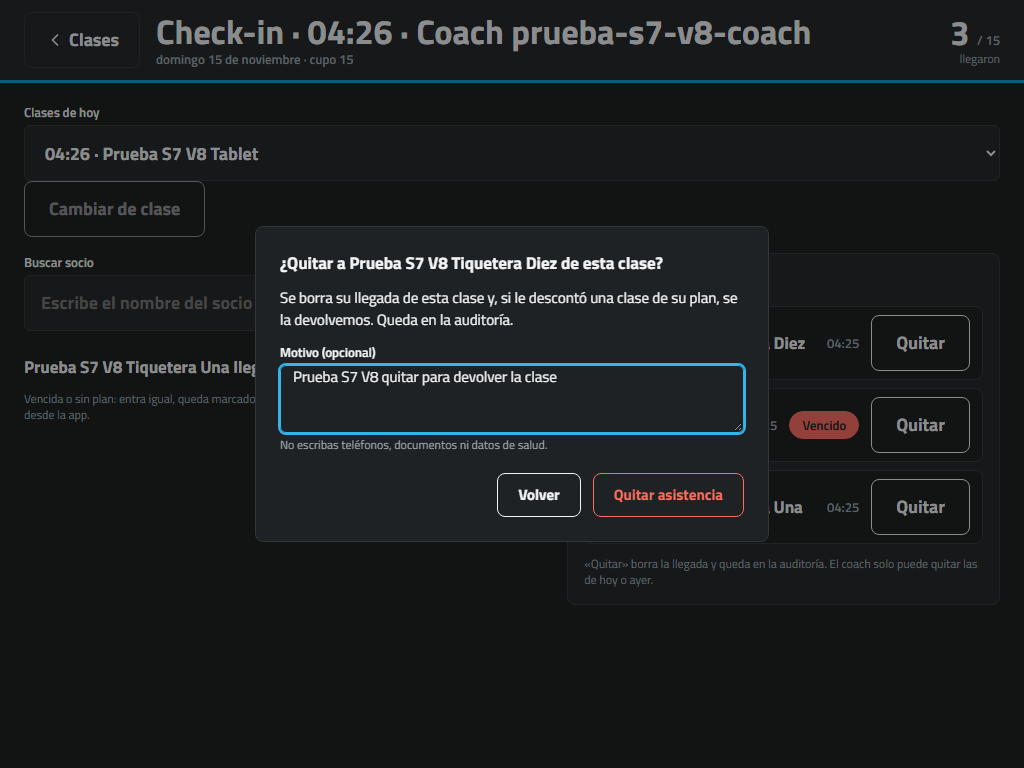 Clases
Check-in · 04:26 · Coach prueba-s7-v8-coach
domingo 15 de noviembre · cupo 15
3 / 15
llegaron
Clases de hoy
04:26 · Prueba S7 V8 Tablet
Cambiar de clase
Buscar socio
Escribe el nombre del socio
Prueba S7 V8 Tiquetera Una
Vencida o sin plan: entra igual, queda marcado
desde la app.
¿Quitar a Prueba S7 V8 Tiquetera Diez de esta clase?
Se borra su llegada de esta clase y, si le descontó una clase de su plan, se
la devolvemos. Queda en la auditoría.
Motivo (opcional)
Prueba S7 V8 quitar para devolver la clase
No escribas teléfonos, documentos ni datos de salud.
Volver
Quitar asistencia
Diez 04:25 Quitar
5 Vencido Quitar
Una 04:25 Quitar
«Quitar» borra la llegada y queda en la auditoría. El coach solo puede quitar las
de hoy o ayer.